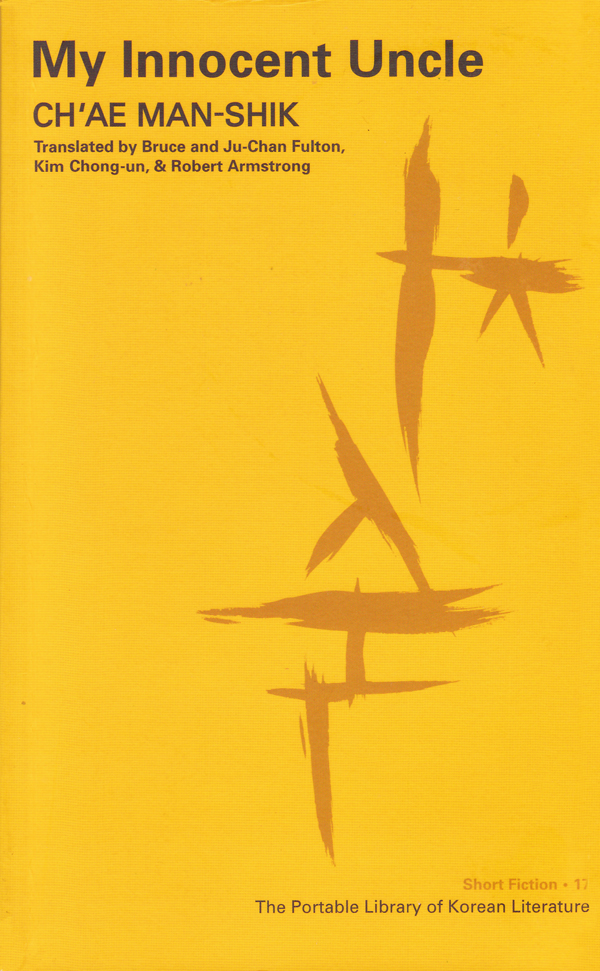 My Innocent Uncle
CH'AE MAN-SHIK
Translated by Bruce and Ju-Chan Fulton,
Kim Chong-un, & Robert Armstrong
Short Fiction • 17
The Portable Library of Korean Literature